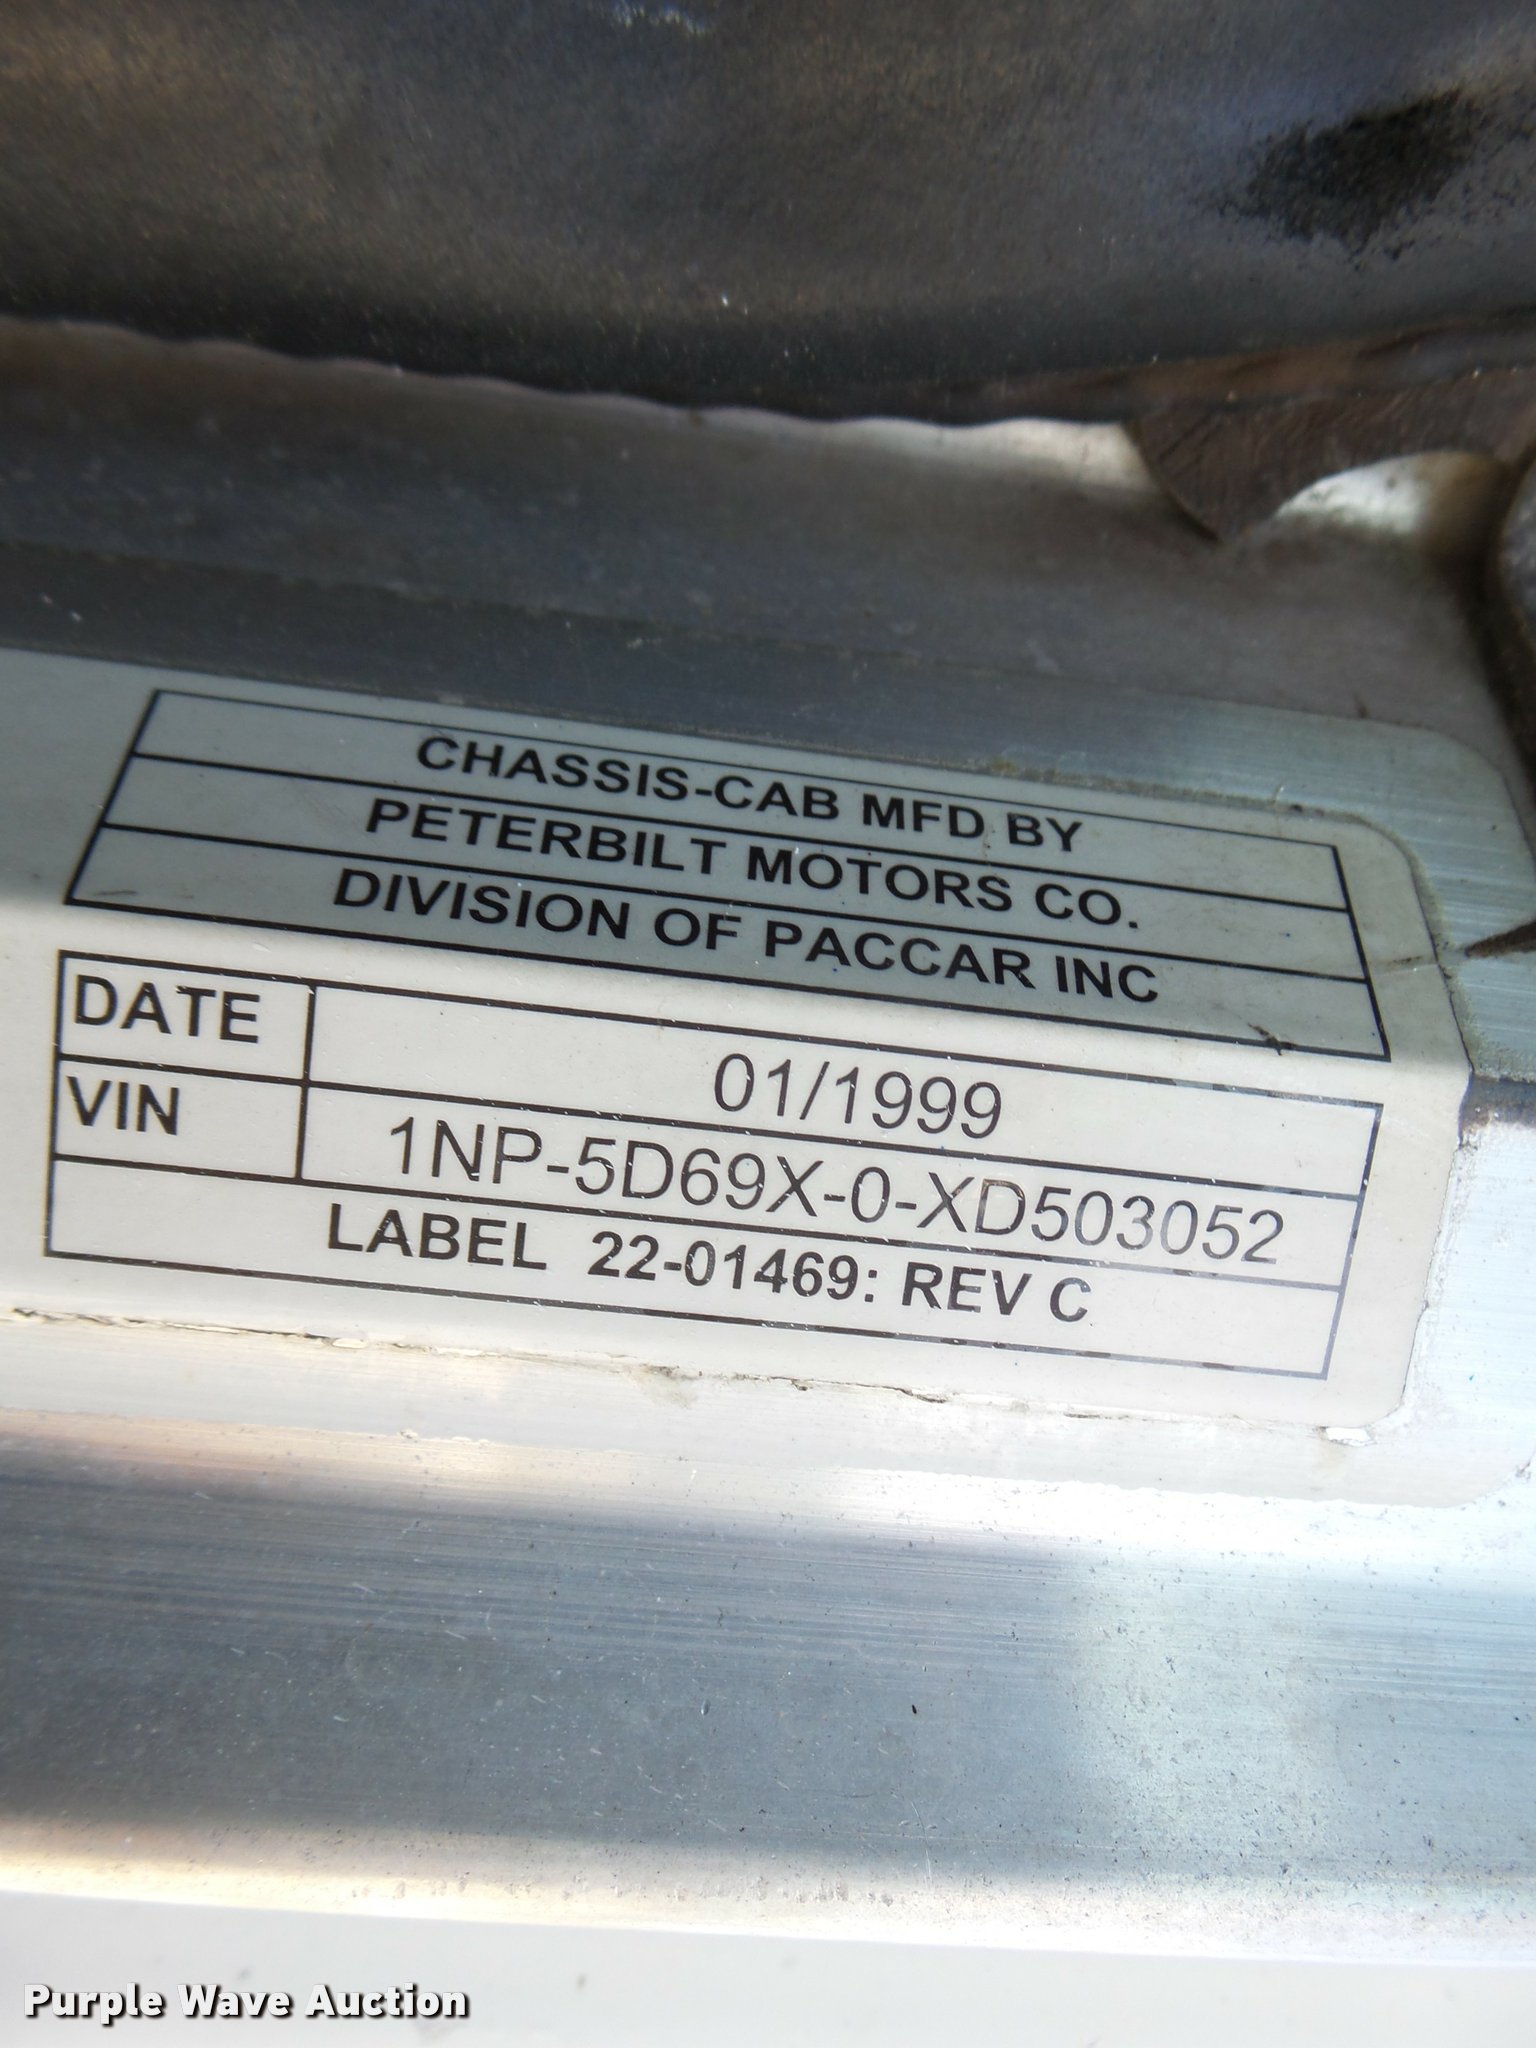 CHASSIS-CAB MFD BY
PETERBILT MOTORS CO.
DIVISION OF PACCAR INC
DATE 01/1999
VIN 1NP-5D69X-0-XD503052
LABEL 22-01469: REV C
Purple Wave Auction